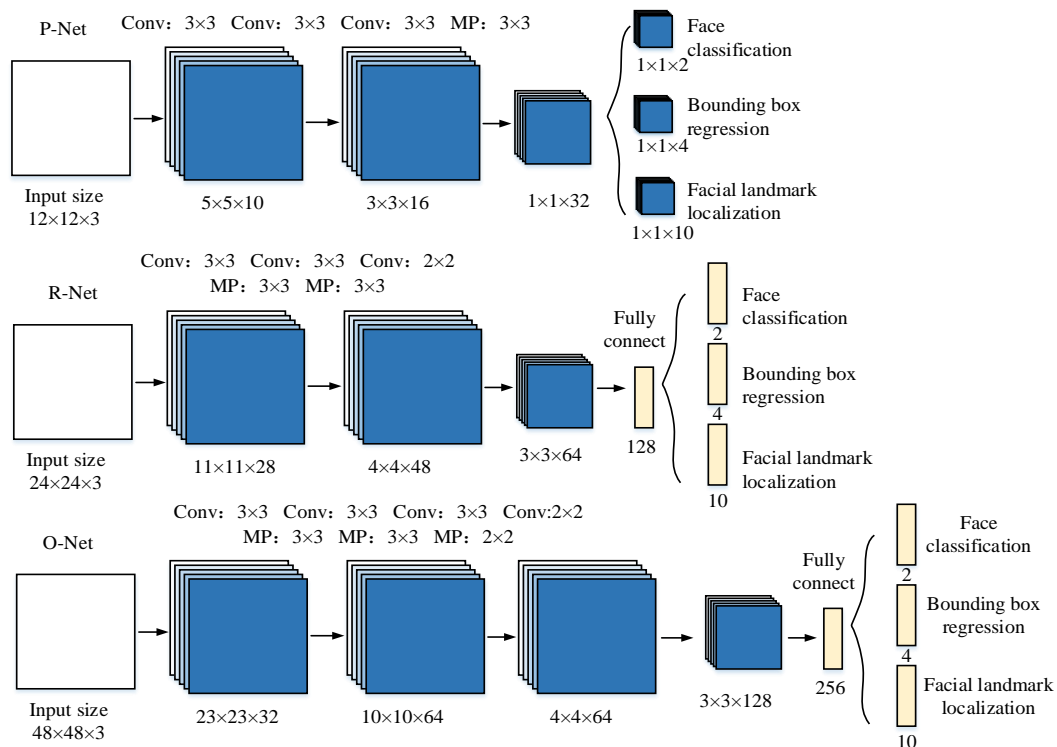 P-Net
Conv：3×3 Conv：3×3 Conv：3×3 MP：3×3
Input size
12×12×3
5×5×10
3×3×16
1×1×32
Face
classification
1×1×2
Bounding box
regression
1×1×4
Facial landmark
localization
1×1×10
R-Net
Conv：3×3 Conv：3×3 Conv：2×2
MP：3×3 MP：3×3
Input size
24×24×3
11×11×28
4×4×48
3×3×64
Fully
connect
128
Face
classification
2
Bounding box
regression
4
Facial landmark
localization
10
O-Net
Conv：3×3 Conv：3×3 Conv：3×3 Conv:2×2
MP：3×3 MP：3×3 MP：2×2
Input size
48×48×3
23×23×32
10×10×64
4×4×64
3×3×128
Fully
connect
256
Face
classification
2
Bounding box
regression
4
Facial landmark
localization
10